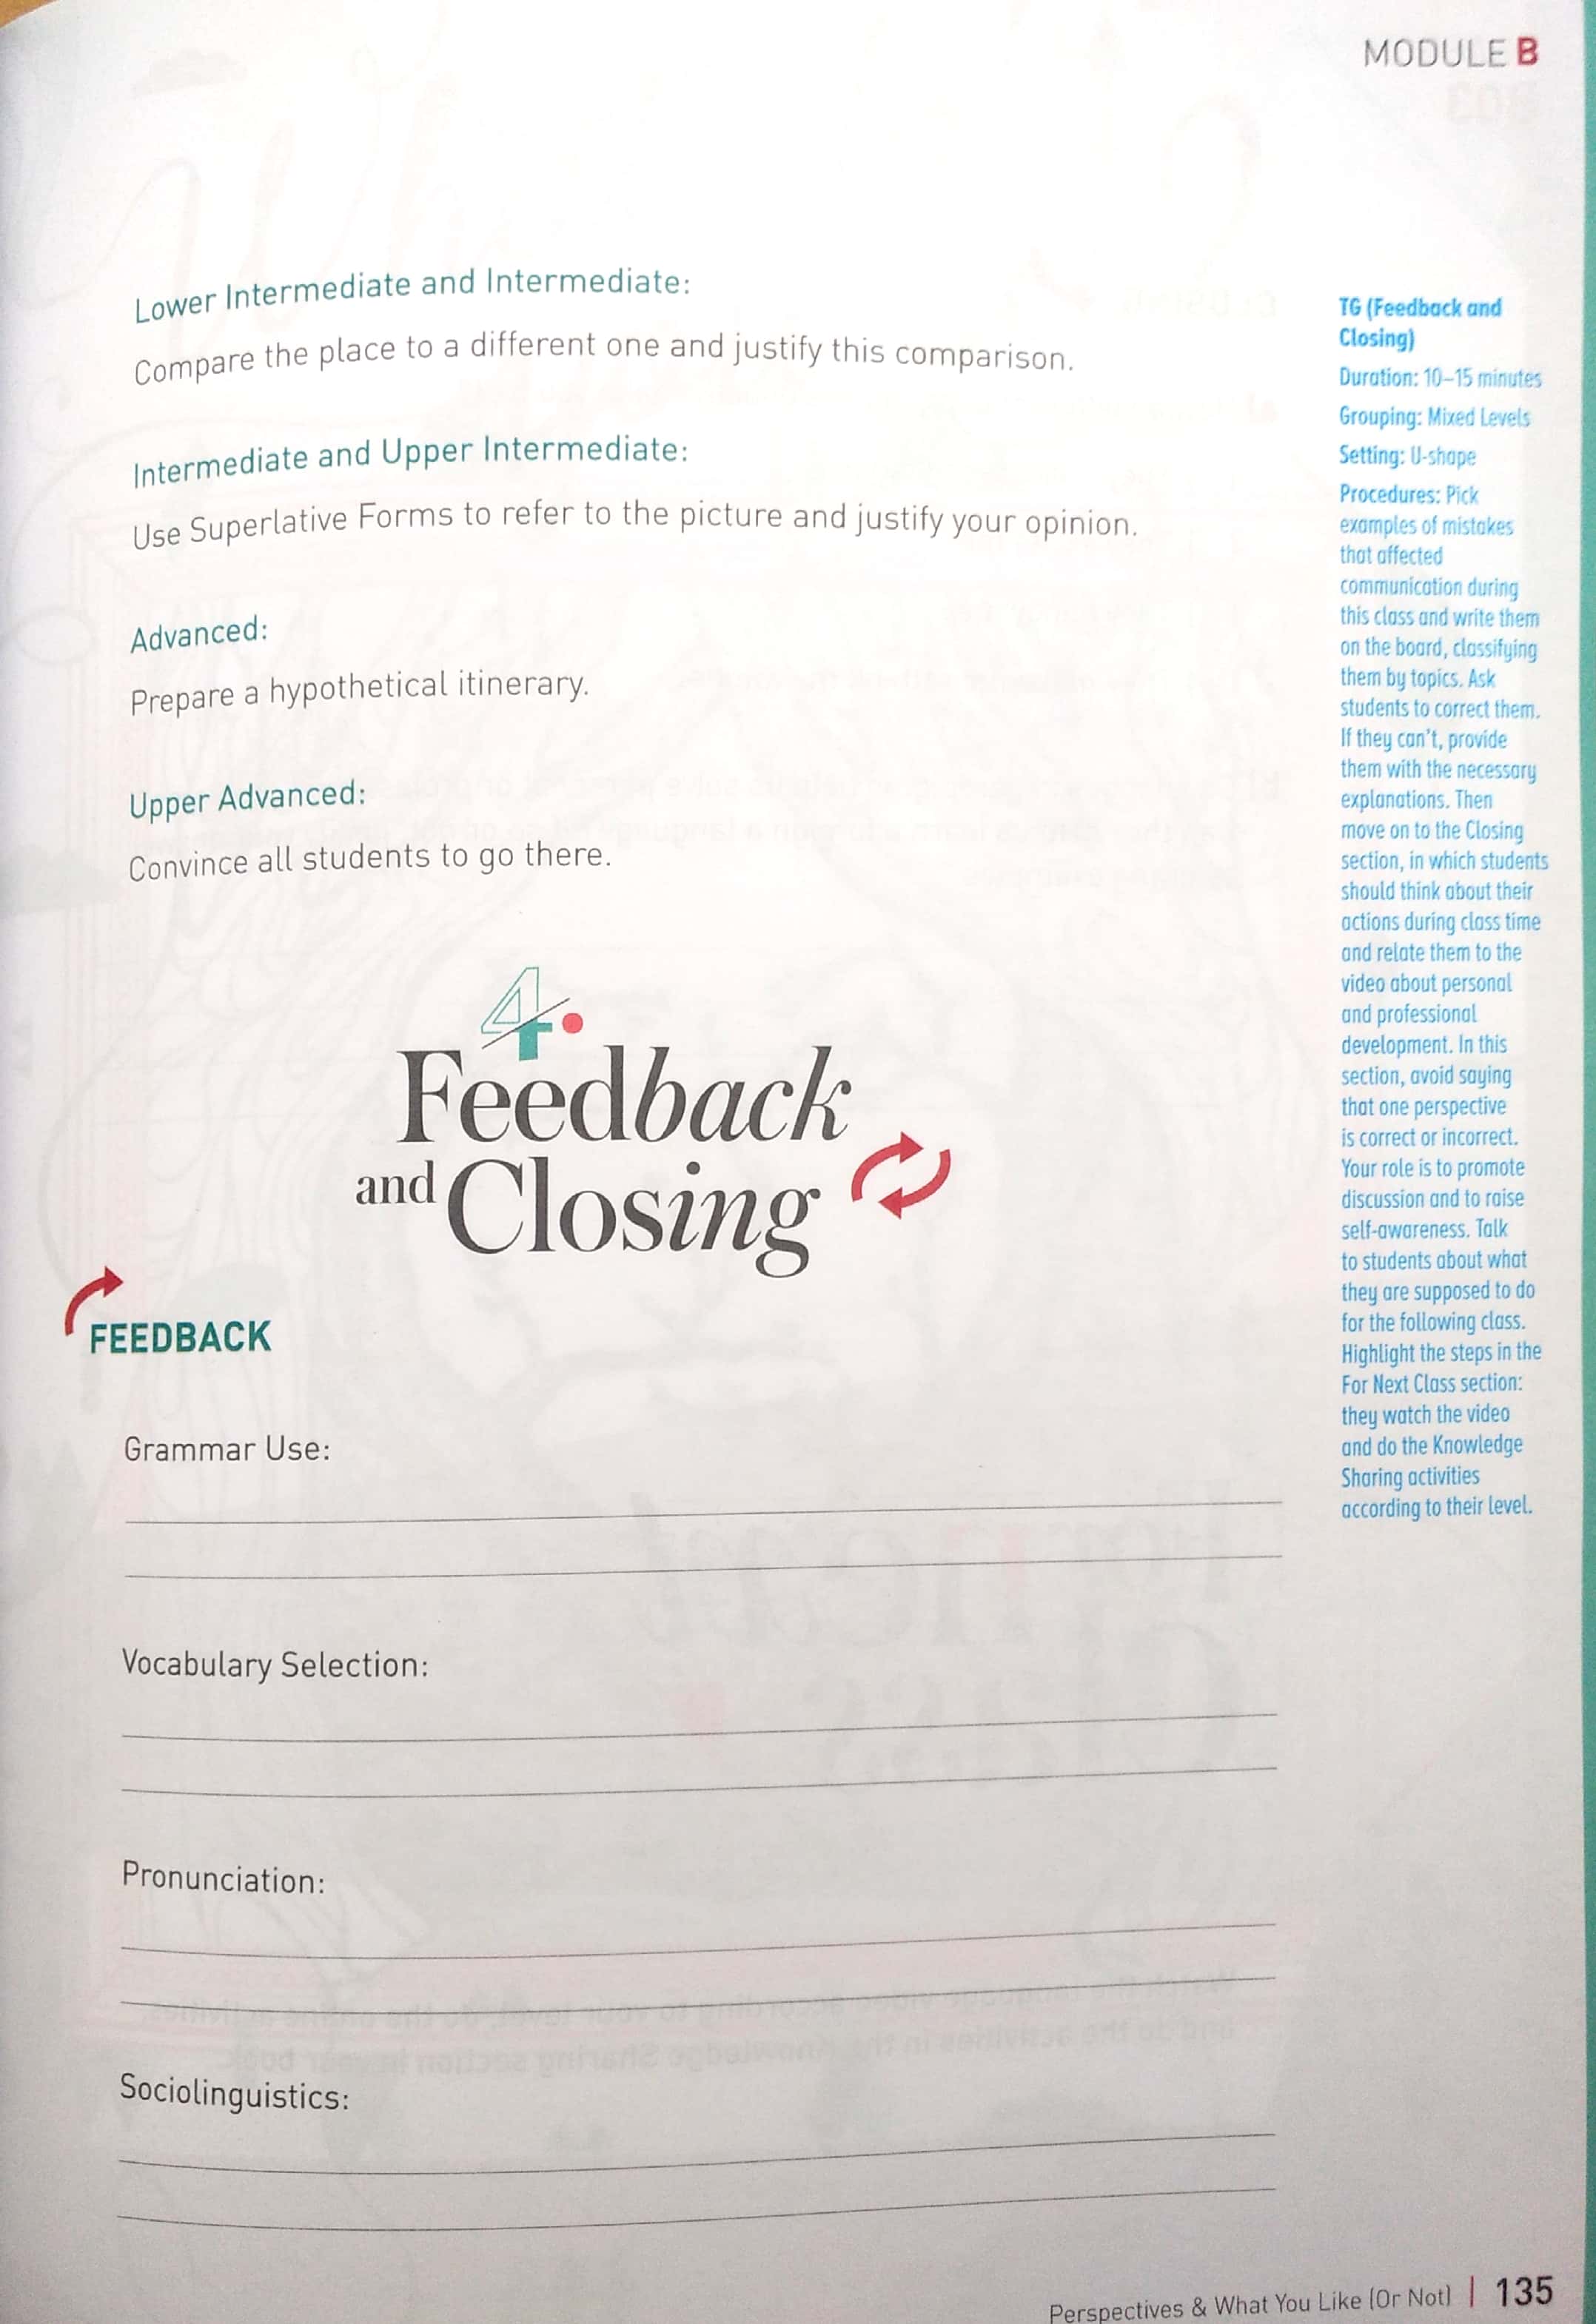 MODULE B
Lower Intermediate and Intermediate:
Compare the place to a different one and justify this comparison.
Intermediate and Upper Intermediate:
Use Superlative Forms to refer to the picture and justify your opinion.
Advanced:
Prepare a hypothetical itinerary.
Upper Advanced:
Convince all students to go there.
4.
Feedback
and Closing
FEEDBACK
Grammar Use:
Vocabulary Selection:
Pronunciation:
Sociolinguistics:
TG (Feedback and
Closing)
Duration: 10–15 minutes
Grouping: Mixed Levels
Setting: U-shape
Procedures: Pick
examples of mistakes
that affected
communication during
this class and write them
on the board, classifying
them by topics. Ask
students to correct them.
If they can't, provide
them with the necessary
explanations. Then
move on to the Closing
section, in which students
should think about their
actions during class time
and relate them to the
video about personal
and professional
development. In this
section, avoid saying
that one perspective
is correct or incorrect.
Your role is to promote
discussion and to raise
self-awareness. Talk
to students about what
they are supposed to do
for the following class.
Highlight the steps in the
For Next Class section:
they watch the video
and do the Knowledge
Sharing activities
according to their level.
Perspectives & What You Like (Or Not) | 135